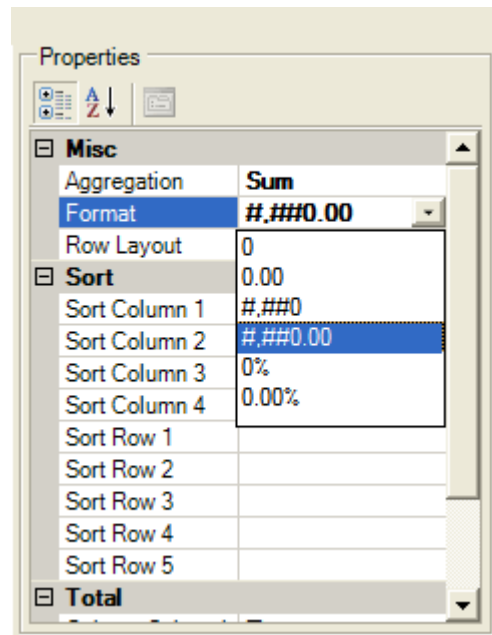 Properties
Misc
Aggregation Sum
Format #,##0.00
Row Layout
0
0.00
Sort
Sort Column 1 #,##0
Sort Column 2 #,##0.00
Sort Column 3 0%
Sort Column 4 0.00%
Sort Row 1
Sort Row 2
Sort Row 3
Sort Row 4
Sort Row 5
Total